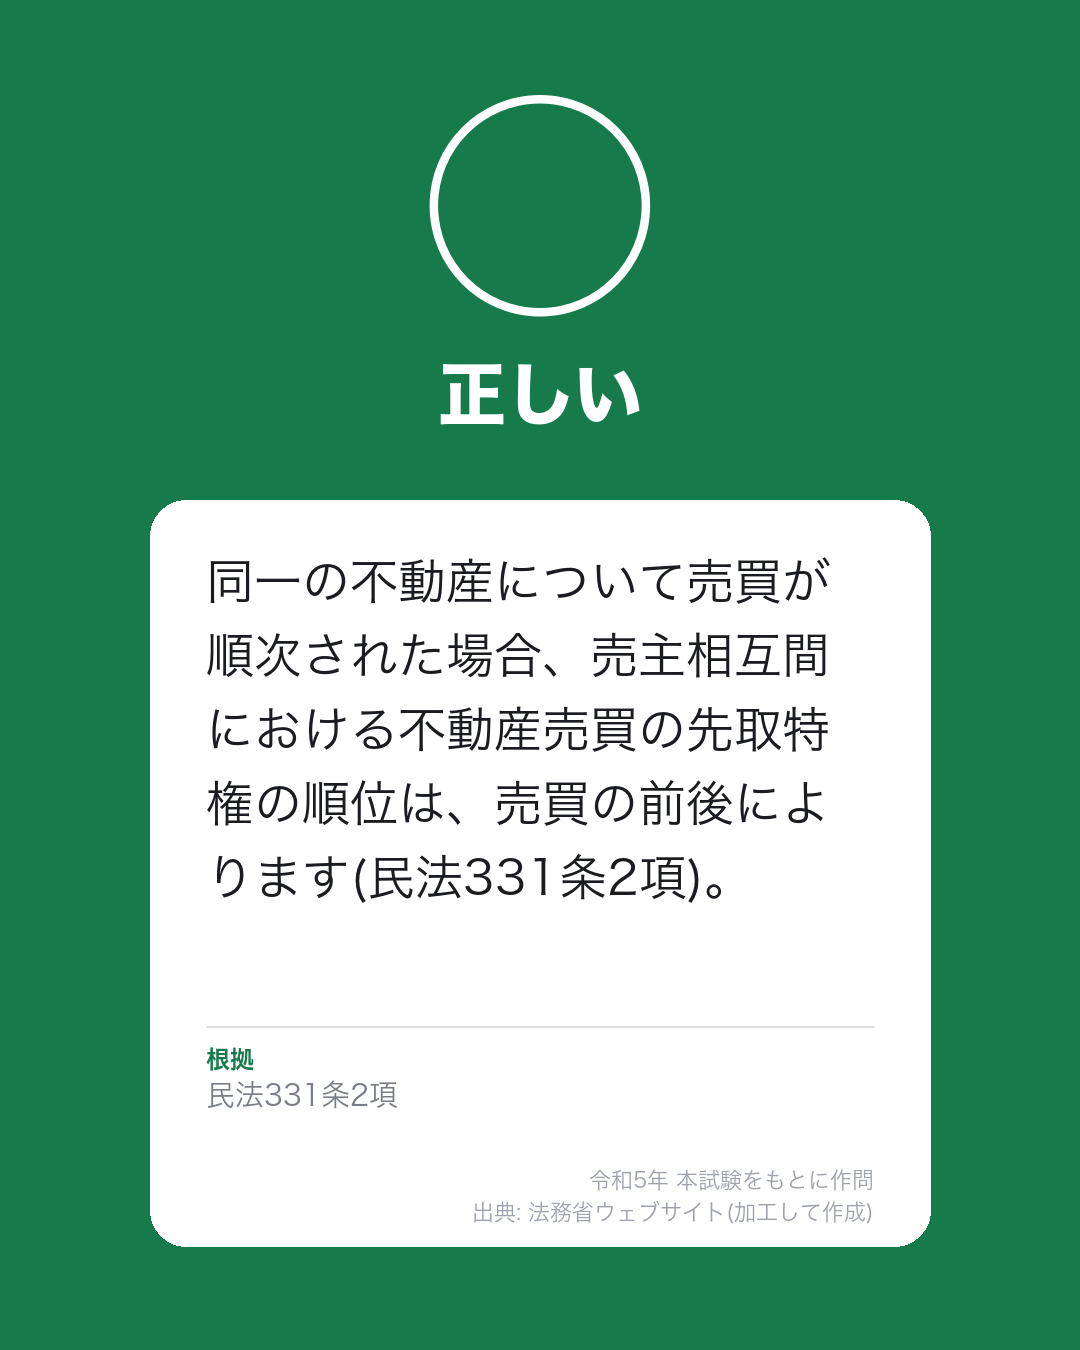 正しい
同一の不動産について売買が
順次された場合、売主相互間
における不動産売買の先取特
権の順位は、売買の前後によ
ります(民法331条2項)。
根拠
民法331条2項
令和5年 本試験をもとに作問
出典: 法務省ウェブサイト(加工して作成)